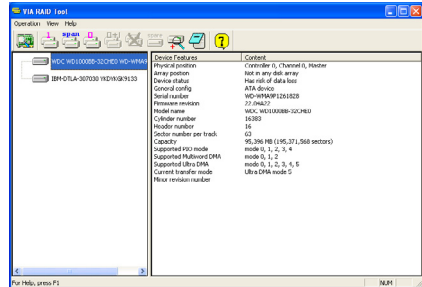 VIA RAID Tool
Operation View Help
WDC WD1000BB-32CHE0 WD-WMA9
IBM-DTLA-307030
Device Features Content
Physical position Controller 0, Channel 0, Master
Array position Not in any disk array
Device status Has risk of data loss
General config ATA device
Serial number WD-WMA9P1261828
Firmware revision 22.0HA22
Model name WDC WD1000BB-32CHE0
Cylinder number 16383
Header number 16
Sector number per track 63
Capacity 95,396 MB (195,371,568 sectors)
Supported PIO mode mode 0, 1, 2, 3, 4
Supported Multiword DMA mode 0, 1, 2
Supported Ultra DMA mode 0, 1, 2, 3, 4, 5
Current transfer mode Ultra DMA mode 5
Minor revision number
For Help, press F1 NUM